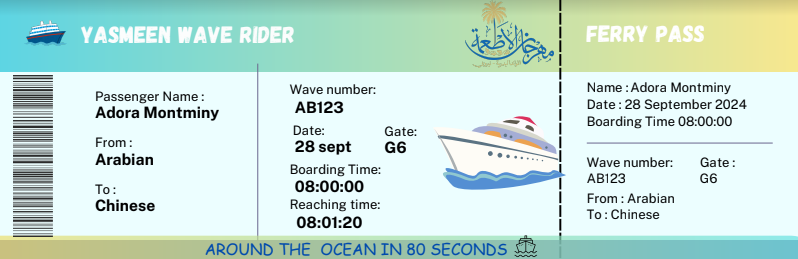 YASMEEN WAVE RIDER
مهرجان الأطعمة
FERRY PASS
Passenger Name :
Adora Montminy
From :
Arabian
To :
Chinese
Wave number:
AB123
Date:
28 sept
Gate:
G6
Boarding Time:
08:00:00
Reaching time:
08:01:20
Name : Adora Montminy
Date : 28 September 2024
Boarding Time 08:00:00
Wave number:
AB123
Gate :
G6
From : Arabian
To : Chinese
AROUND THE OCEAN IN 80 SECONDS